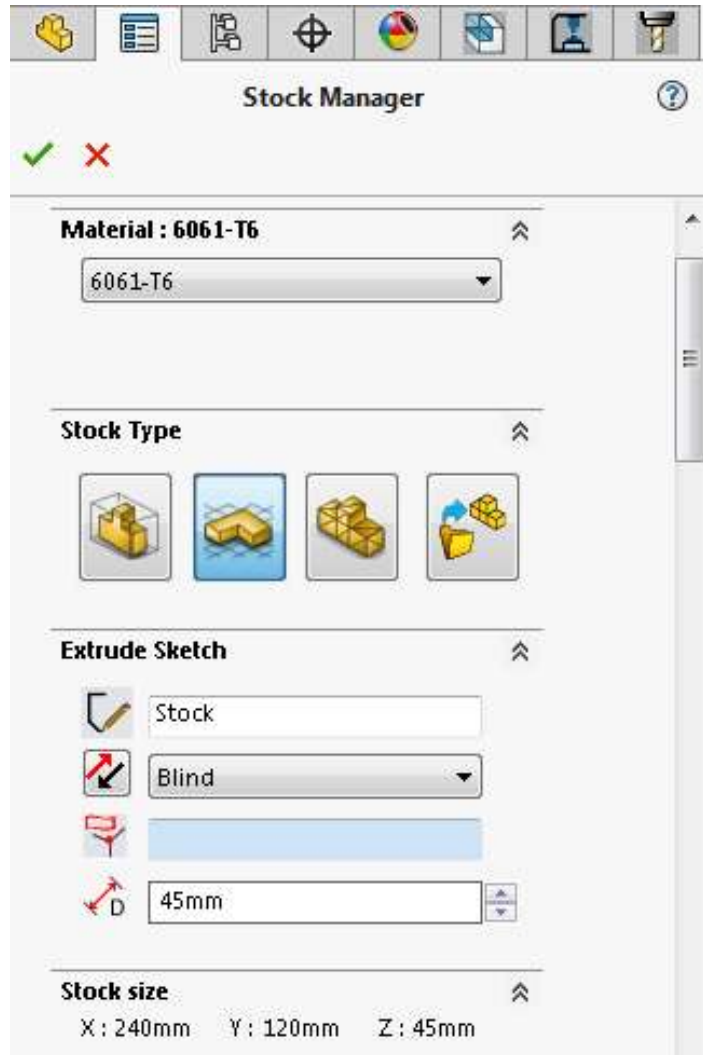 Stock Manager
Material : 6061-T6
6061-T6
Stock Type
Extrude Sketch
Stock
Blind
D
45mm
Stock size
X : 240mm Y : 120mm Z : 45mm